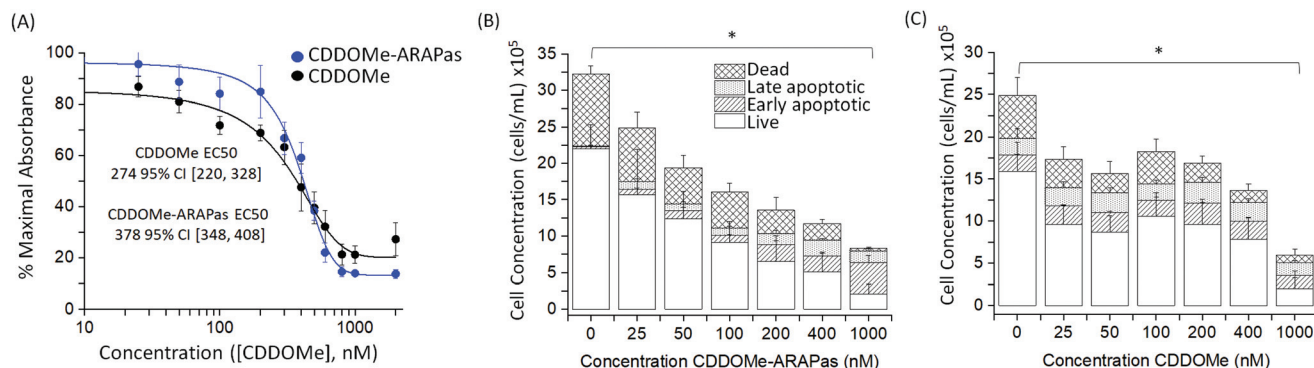 (A)
% Maximal Absorbance
100
80
60
40
20
0
CDDOMe-ARAPas
CDDOMe
CDDOMe EC50
274 95% CI [220, 328]
CDDOMe-ARAPas EC50
378 95% CI [348, 408]
10
100
1000
Concentration ([CDDOMe], nM)
(B)
Cell Concentration (cells/mL) x10⁵
35
30
25
20
15
10
5
0
*
Dead
Late apoptotic
Early apoptotic
Live
0 25 50 100 200 400 1000
Concentration CDDOMe-ARAPas (nM)
(C)
Cell Concentration (cells/mL) x10⁵
30
25
20
15
10
5
0
*
0 25 50 100 200 400 1000
Concentration CDDOMe (nM)